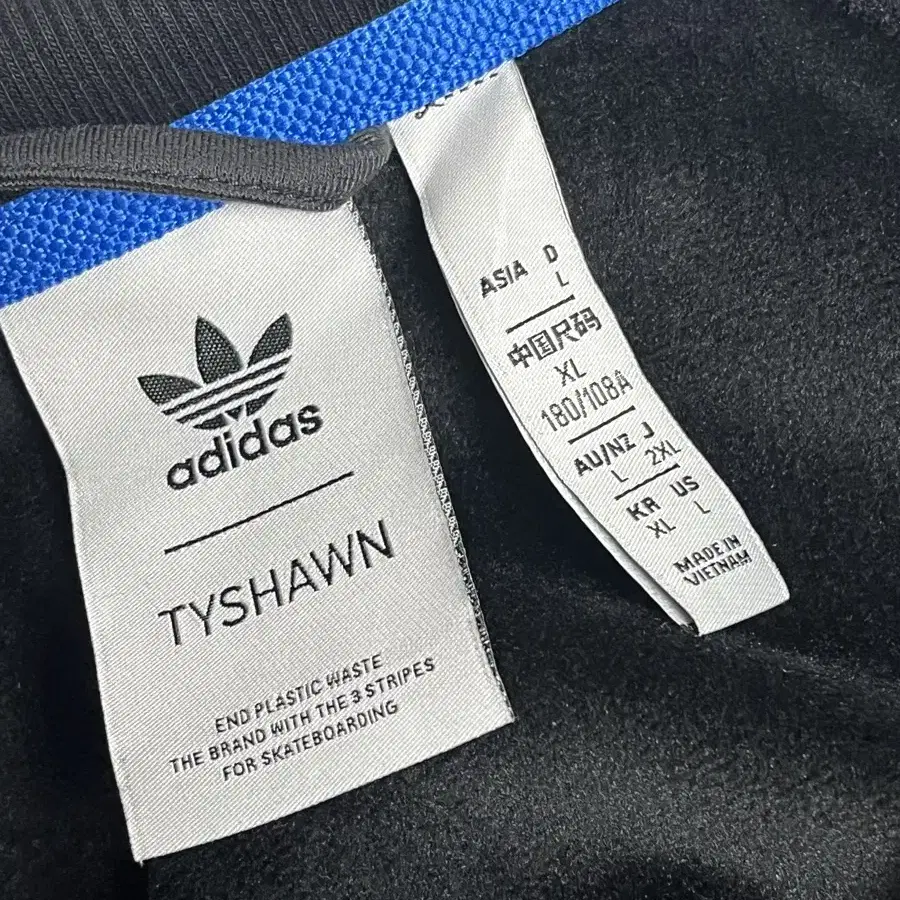 adidas
TYSHAWN
END PLASTIC WASTE
THE BRAND WITH THE 3 STRIPES
FOR SKATEBOARDING
ASIA D
L
中国尺码
XL
180/108A
AU/NZ J
L 2XL
KR US
XL L
MADE IN
VIETNAM